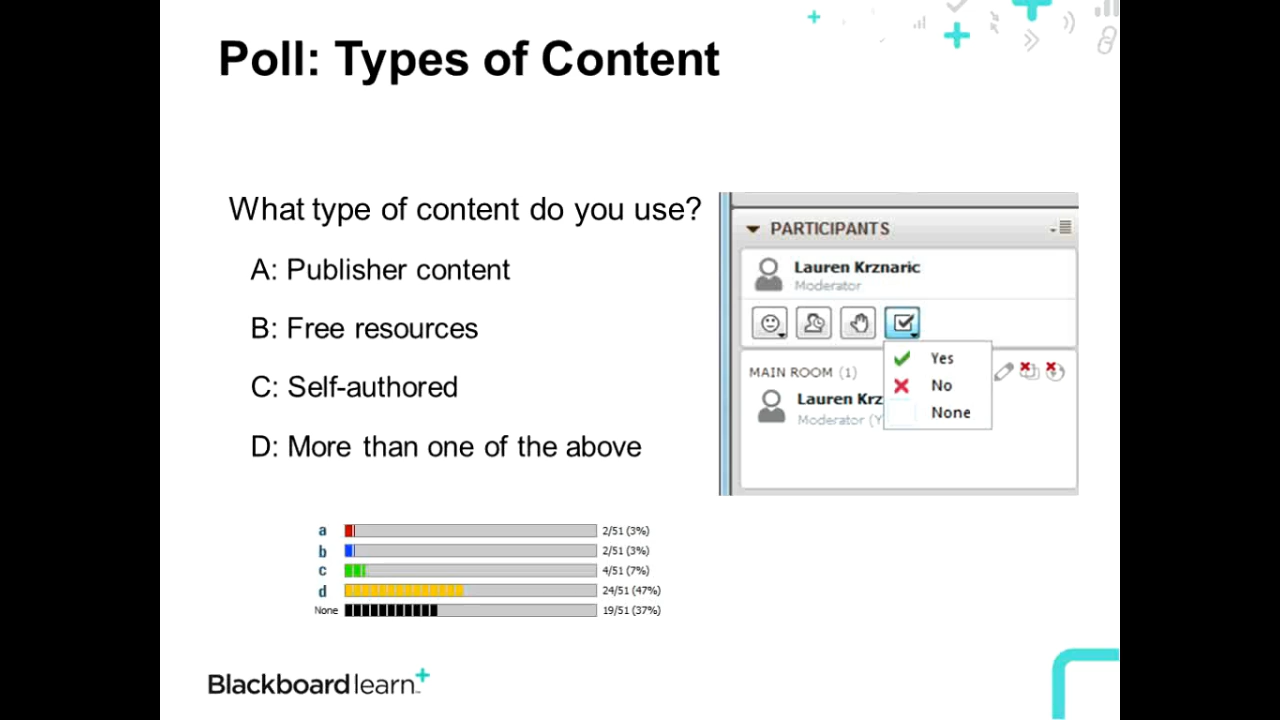 Poll: Types of Content
What type of content do you use?
A: Publisher content
B: Free resources
C: Self-authored
D: More than one of the above
PARTICIPANTS
Lauren Krznaric
Moderator
Yes
No
None
MAIN ROOM (1)
Lauren Krz
Moderator (Y
a 2/51 (3%)
b 2/51 (3%)
c 4/51 (7%)
d 24/51 (47%)
None 19/51 (37%)
Blackboard learn